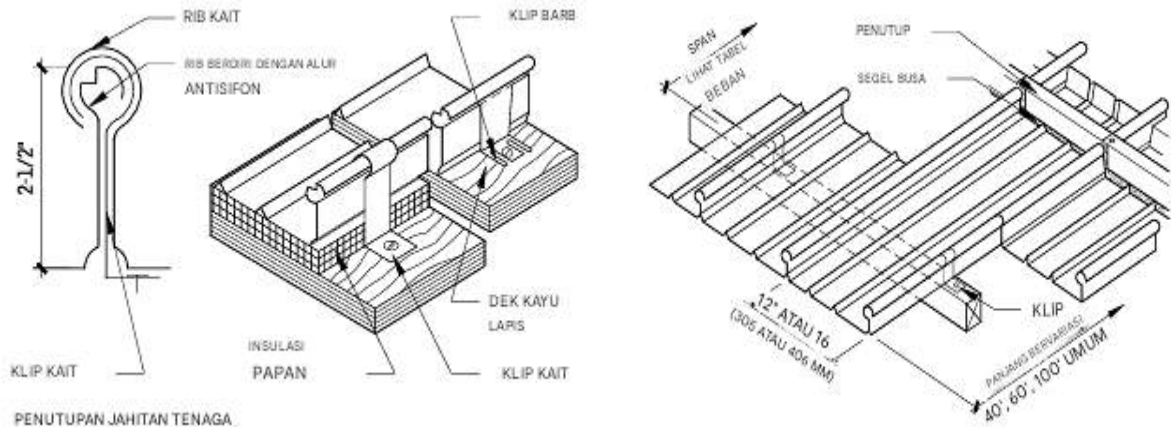 RIB KAIT
RIB BERDIRI DENGAN ALUR
ANTISIFON
2-1/2"
KLIP KAIT
PENUTUPAN JAHITAN TENAGA
KLIP BARB
DEK KAYU
LAPIS
INSULASI
PAPAN
KLIP KAIT
SPAN
LIHAT TABEL
BEBAN
PENUTUP
SEGEL BUSA
KLIP
12" ATAU 16
(305 ATAU 406 MM)
PANJANG BERVARIASI
40', 60', 100' UMUM